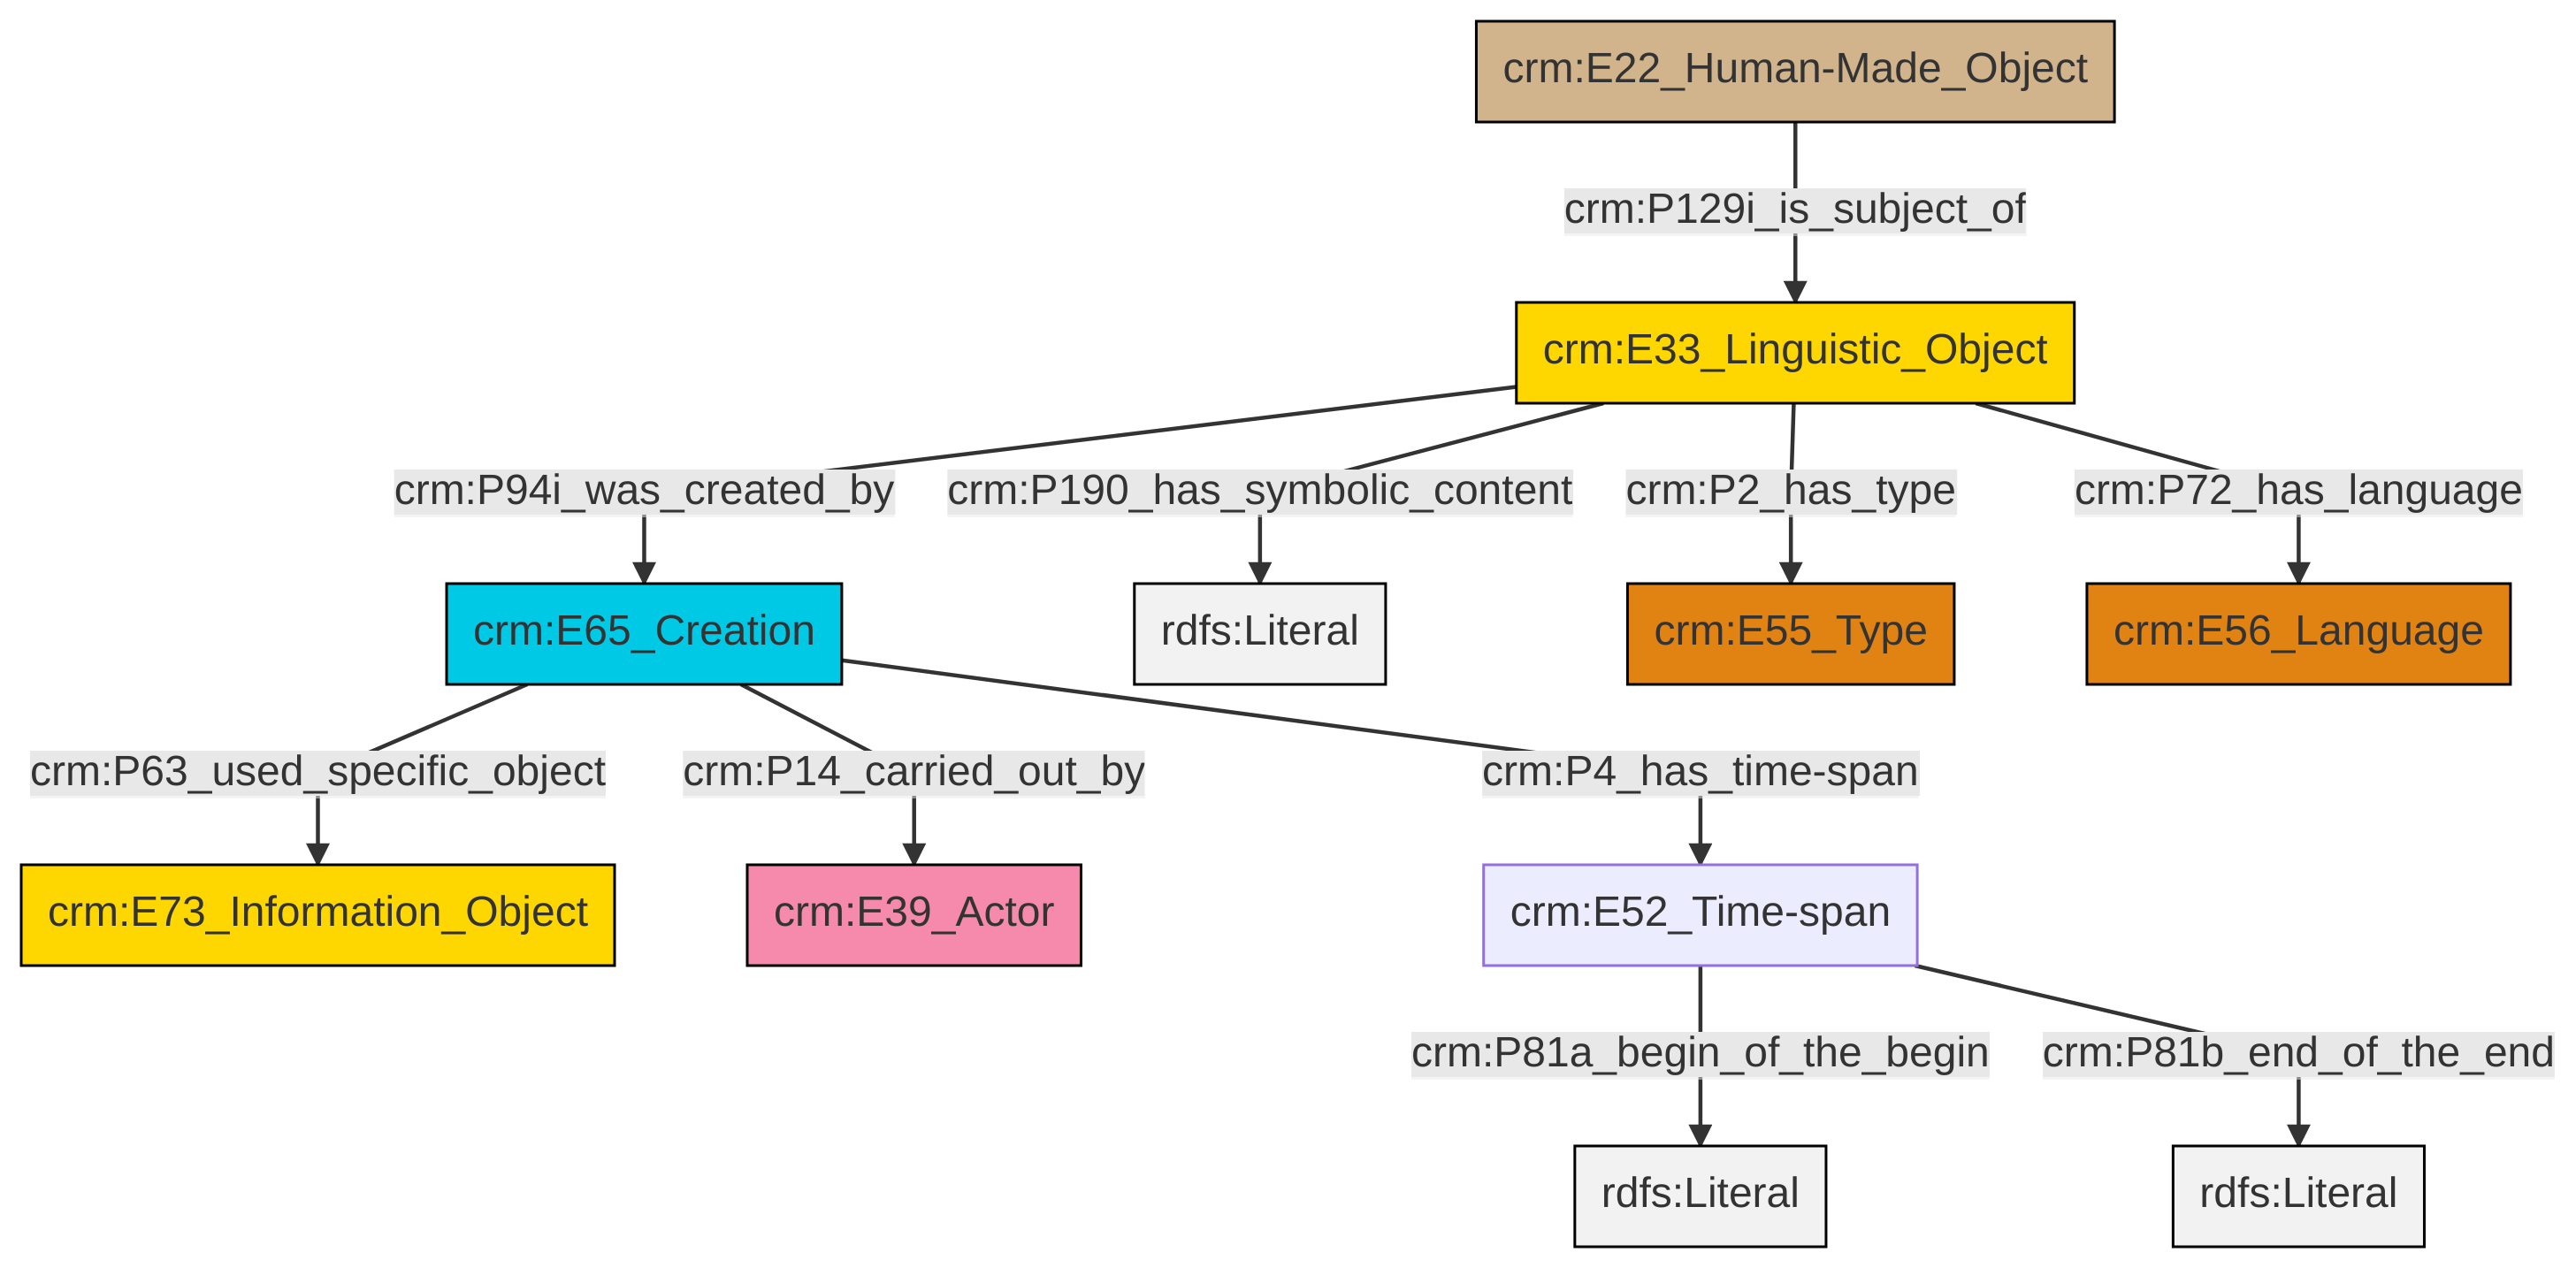 crm:E22_Human-Made_Object
crm:P129i_is_subject_of
crm:E33_Linguistic_Object
crm:P94i_was_created_by
crm:P190_has_symbolic_content
crm:P2_has_type
crm:P72_has_language
crm:E65_Creation
rdfs:Literal
crm:E55_Type
crm:E56_Language
crm:P63_used_specific_object
crm:P14_carried_out_by
crm:P4_has_time-span
crm:E73_Information_Object
crm:E39_Actor
crm:E52_Time-span
crm:P81a_begin_of_the_begin
crm:P81b_end_of_the_end
rdfs:Literal
rdfs:Literal